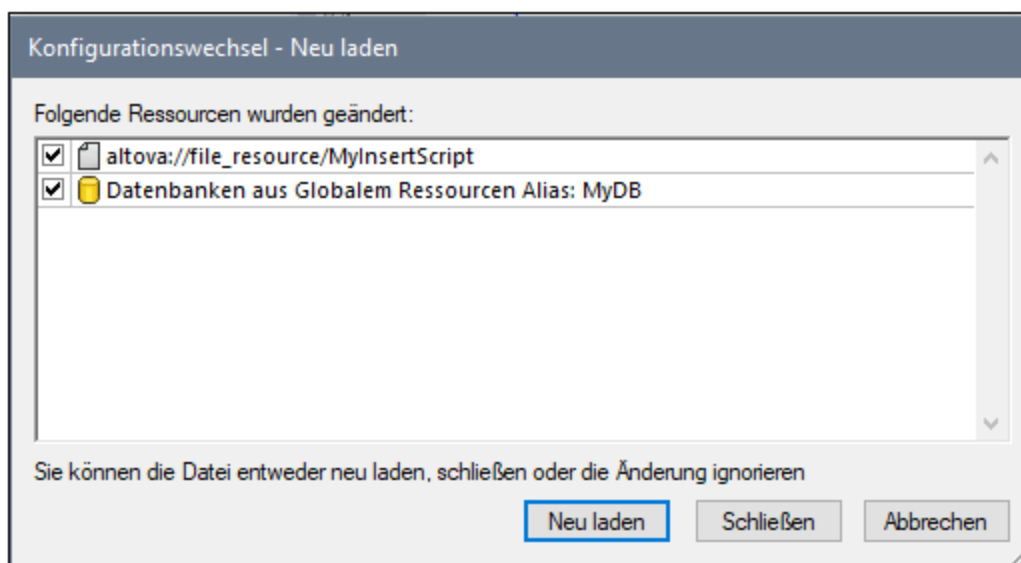 Konfigurationswechsel - Neu laden
Folgende Ressourcen wurden geändert:
altova://file_resource/MyInsertScript
Datenbanken aus Globalem Ressourcen Alias: MyDB
Sie können die Datei entweder neu laden, schließen oder die Änderung ignorieren
Neu laden Schließen Abbrechen